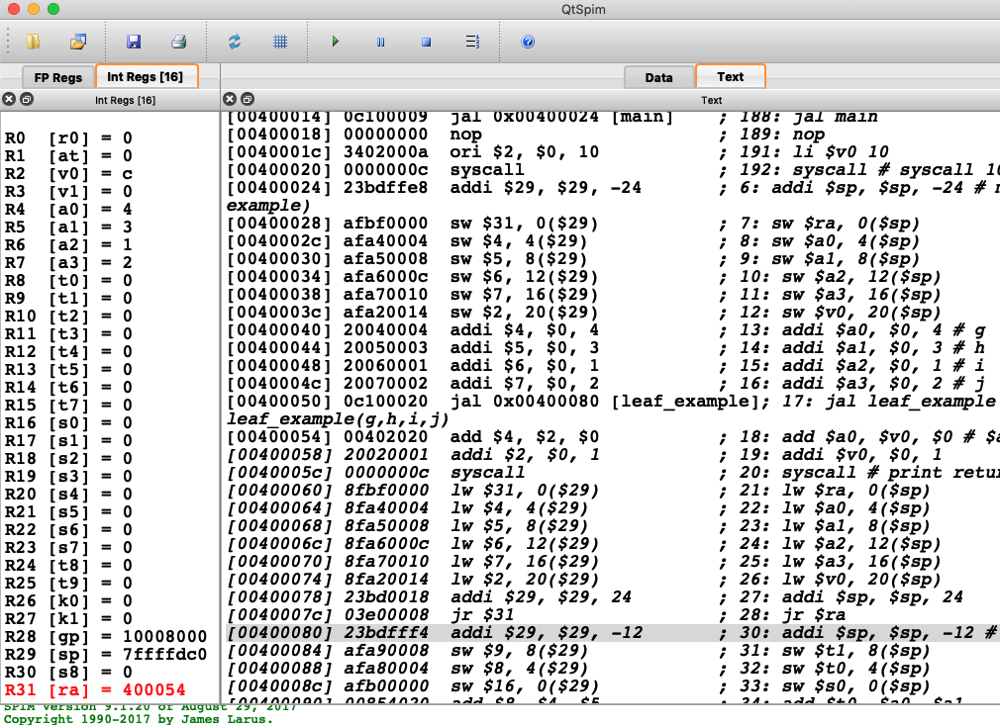 QtSpim
FP Regs
Int Regs [16]
Data
Text
Int Regs [16]
Text
R0 [r0] = 0
R1 [at] = 0
R2 [v0] = c
R3 [v1] = 0
R4 [a0] = 4
R5 [a1] = 3
R6 [a2] = 1
R7 [a3] = 2
R8 [t0] = 0
R9 [t1] = 0
R10 [t2] = 0
R11 [t3] = 0
R12 [t4] = 0
R13 [t5] = 0
R14 [t6] = 0
R15 [t7] = 0
R16 [s0] = 0
R17 [s1] = 0
R18 [s2] = 0
R19 [s3] = 0
R20 [s4] = 0
R21 [s5] = 0
R22 [s6] = 0
R23 [s7] = 0
R24 [t8] = 0
R25 [t9] = 0
R26 [k0] = 0
R27 [k1] = 0
R28 [gp] = 10008000
R29 [sp] = 7ffffdc0
R30 [s8] = 0
R31 [ra] = 400054
[00400014] 0c100009 jal 0x00400024 [main] ; 188: jal main
[00400018] 00000000 nop ; 189: nop
[0040001c] 3402000a ori $2, $0, 10 ; 191: li $v0 10
[00400020] 0000000c syscall ; 192: syscall # syscall 10
[00400024] 23bdffe8 addi $29, $29, -24 ; 6: addi $sp, $sp, -24 #
example)
[00400028] afbf0000 sw $31, 0($29) ; 7: sw $ra, 0($sp)
[0040002c] afa40004 sw $4, 4($29) ; 8: sw $a0, 4($sp)
[00400030] afa50008 sw $5, 8($29) ; 9: sw $a1, 8($sp)
[00400034] afa6000c sw $6, 12($29) ; 10: sw $a2, 12($sp)
[00400038] afa70010 sw $7, 16($29) ; 11: sw $a3, 16($sp)
[0040003c] afa20014 sw $2, 20($29) ; 12: sw $v0, 20($sp)
[00400040] 20040004 addi $4, $0, 4 ; 13: addi $a0, $0, 4 # g
[00400044] 20050003 addi $5, $0, 3 ; 14: addi $a1, $0, 3 # h
[00400048] 20060001 addi $6, $0, 1 ; 15: addi $a2, $0, 1 # i
[0040004c] 20070002 addi $7, $0, 2 ; 16: addi $a3, $0, 2 # j
[00400050] 0c100020 jal 0x00400080 [leaf_example]; 17: jal leaf_example
leaf_example(g,h,i,j)
[00400054] 00402020 add $4, $2, $0 ; 18: add $a0, $v0, $0 # $a
[00400058] 20020001 addi $2, $0, 1 ; 19: addi $v0, $0, 1
[0040005c] 0000000c syscall ; 20: syscall # print retur
[00400060] 8fbf0000 lw $31, 0($29) ; 21: lw $ra, 0($sp)
[00400064] 8fa40004 lw $4, 4($29) ; 22: lw $a0, 4($sp)
[00400068] 8fa50008 lw $5, 8($29) ; 23: lw $a1, 8($sp)
[0040006c] 8fa6000c lw $6, 12($29) ; 24: lw $a2, 12($sp)
[00400070] 8fa70010 lw $7, 16($29) ; 25: lw $a3, 16($sp)
[00400074] 8fa20014 lw $2, 20($29) ; 26: lw $v0, 20($sp)
[00400078] 23bd0018 addi $29, $29, 24 ; 27: addi $sp, $sp, 24
[0040007c] 03e00008 jr $31 ; 28: jr $ra
[00400080] 23bdfff4 addi $29, $29, -12 ; 30: addi $sp, $sp, -12 #
[00400084] afa90008 sw $9, 8($29) ; 31: sw $t1, 8($sp)
[00400088] afa80004 sw $8, 4($29) ; 32: sw $t0, 4($sp)
[0040008c] afb00000 sw $16, 0($29) ; 33: sw $s0, 0($sp)
[00400090] 00854020 add $8, $4, $5 ; 34: add $t0, $a0, $a1
SPIM Version 9.1.20 of August 29, 2017
Copyright 1990-2017 by James Larus.